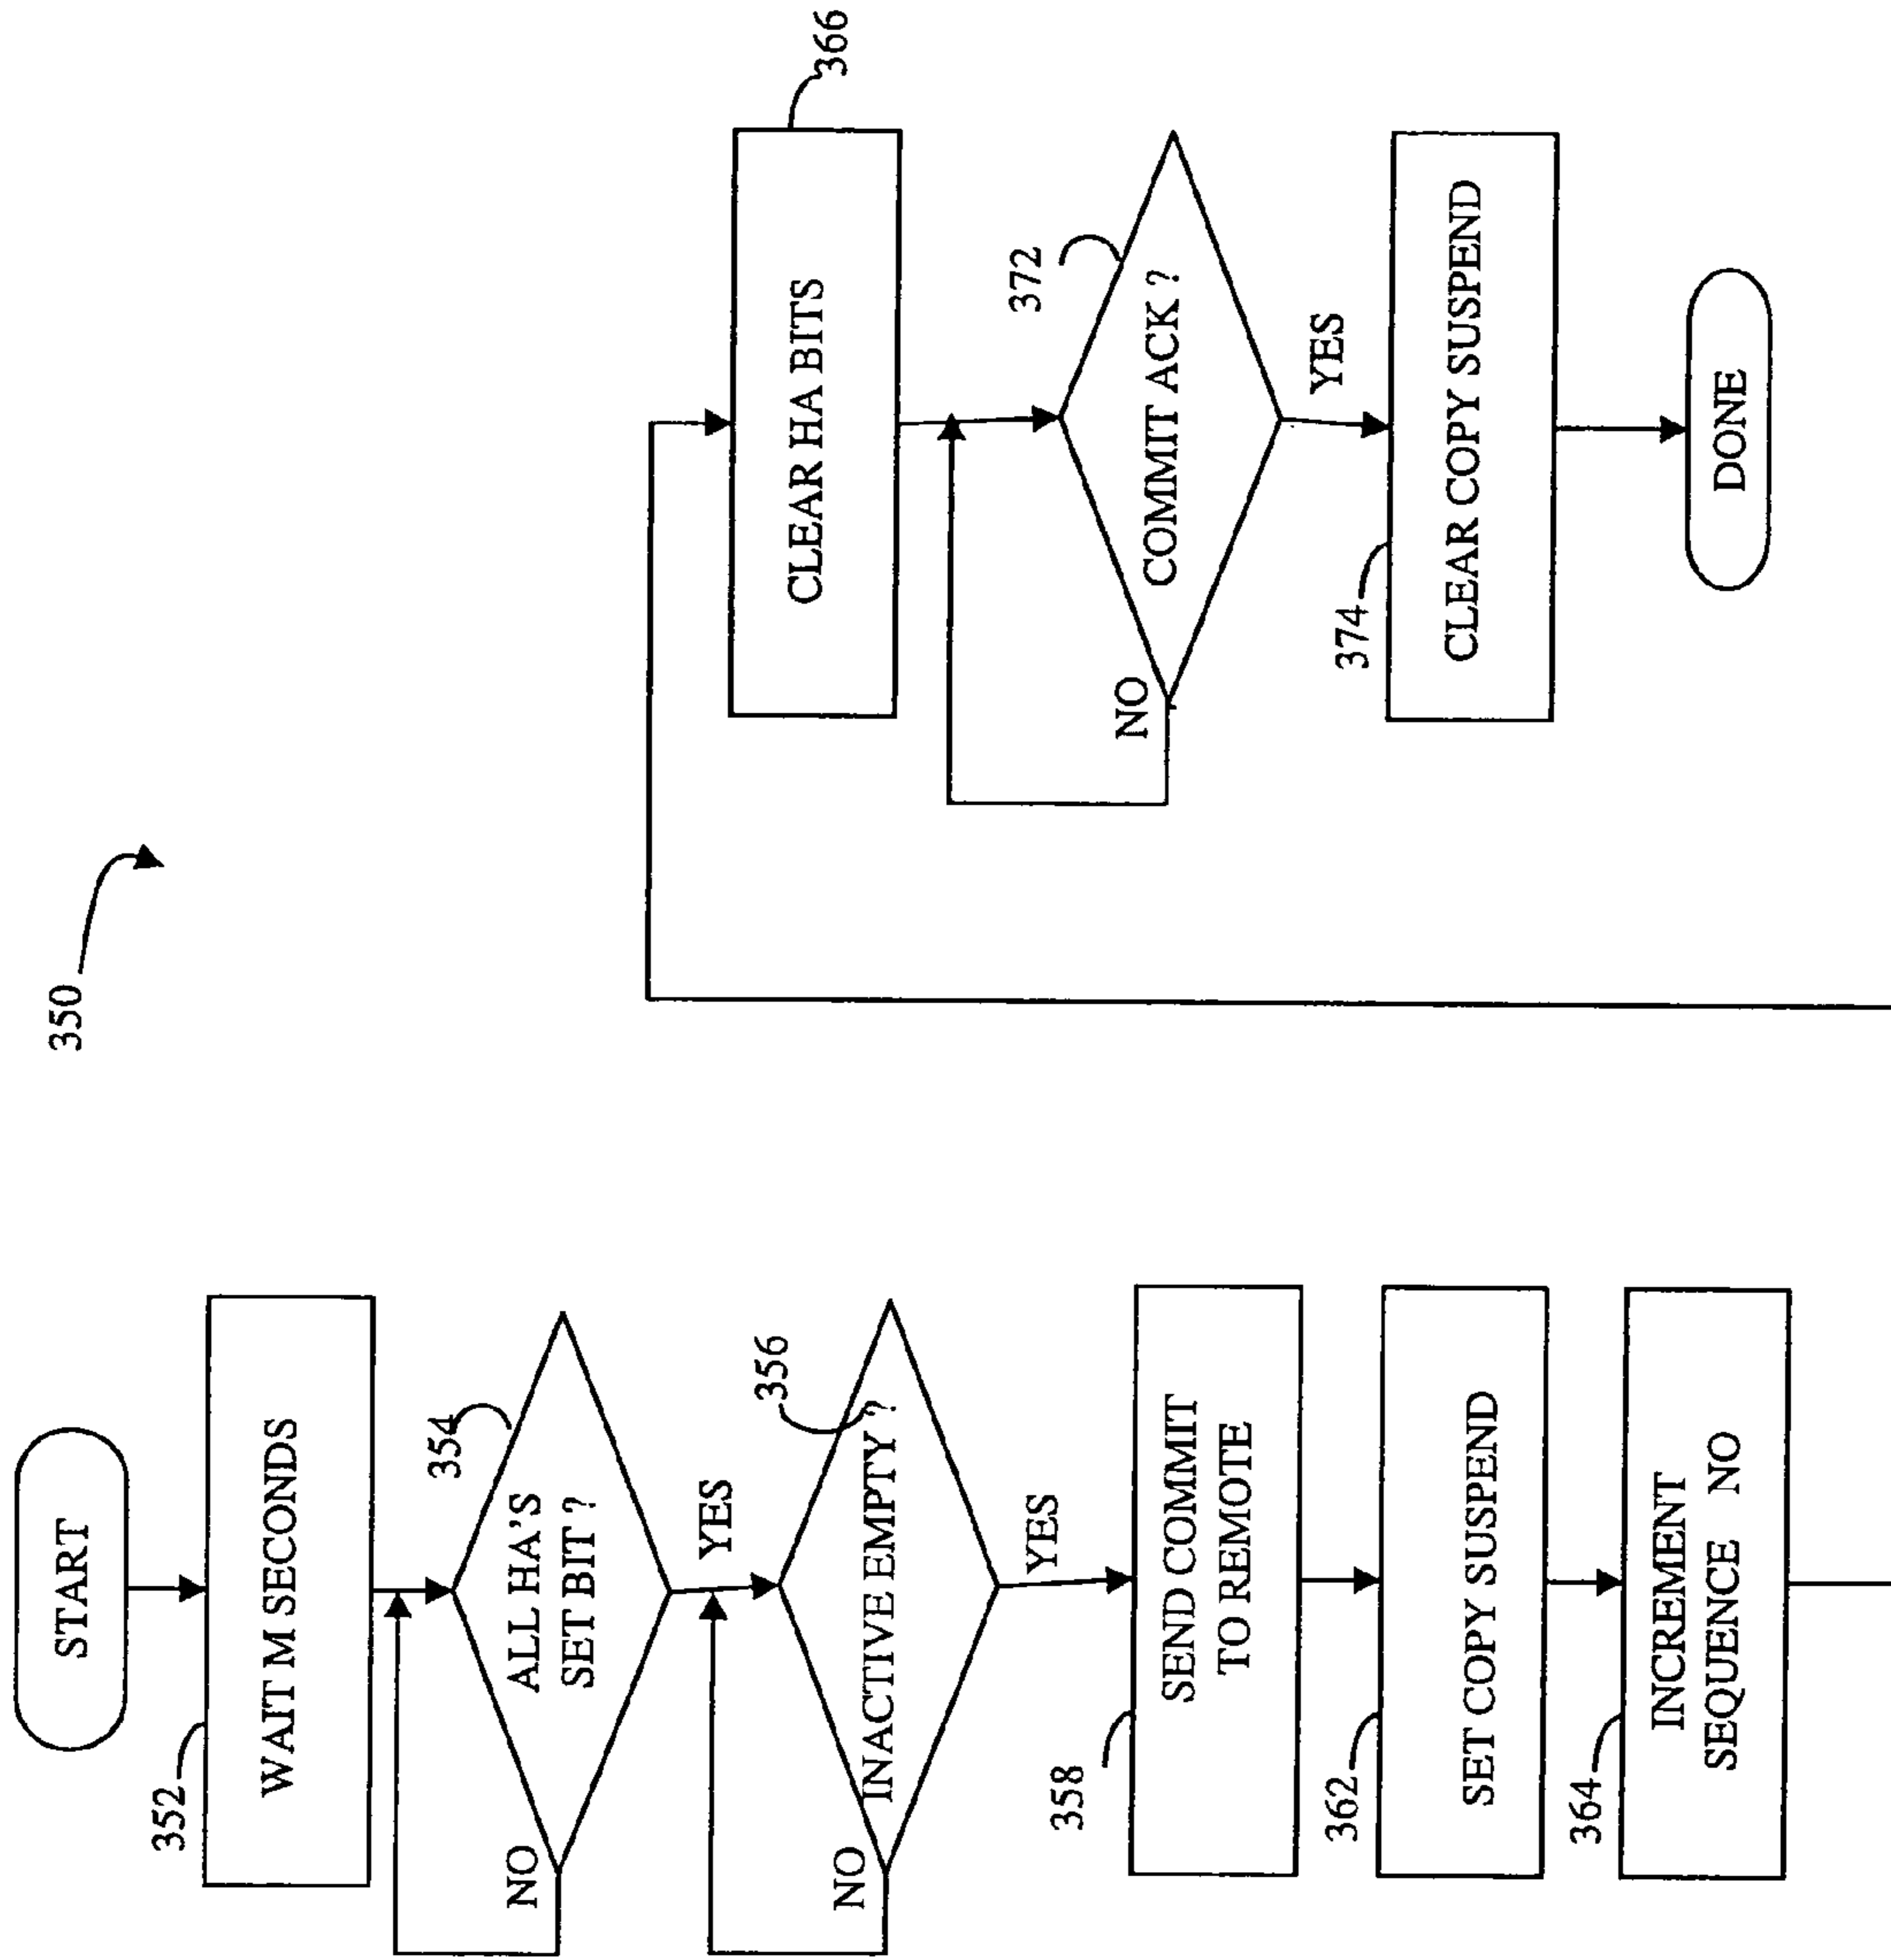 350
START
352
WAIT M SECONDS
354
ALL HA'S
SET BIT ?
NO
YES
356
INACTIVE EMPTY ?
NO
YES
358
SEND COMMIT
TO REMOTE
362
SET COPY SUSPEND
364
INCREMENT
SEQUENCE NO
366
CLEAR HA BITS
372
COMMIT ACK ?
NO
YES
374
CLEAR COPY SUSPEND
DONE